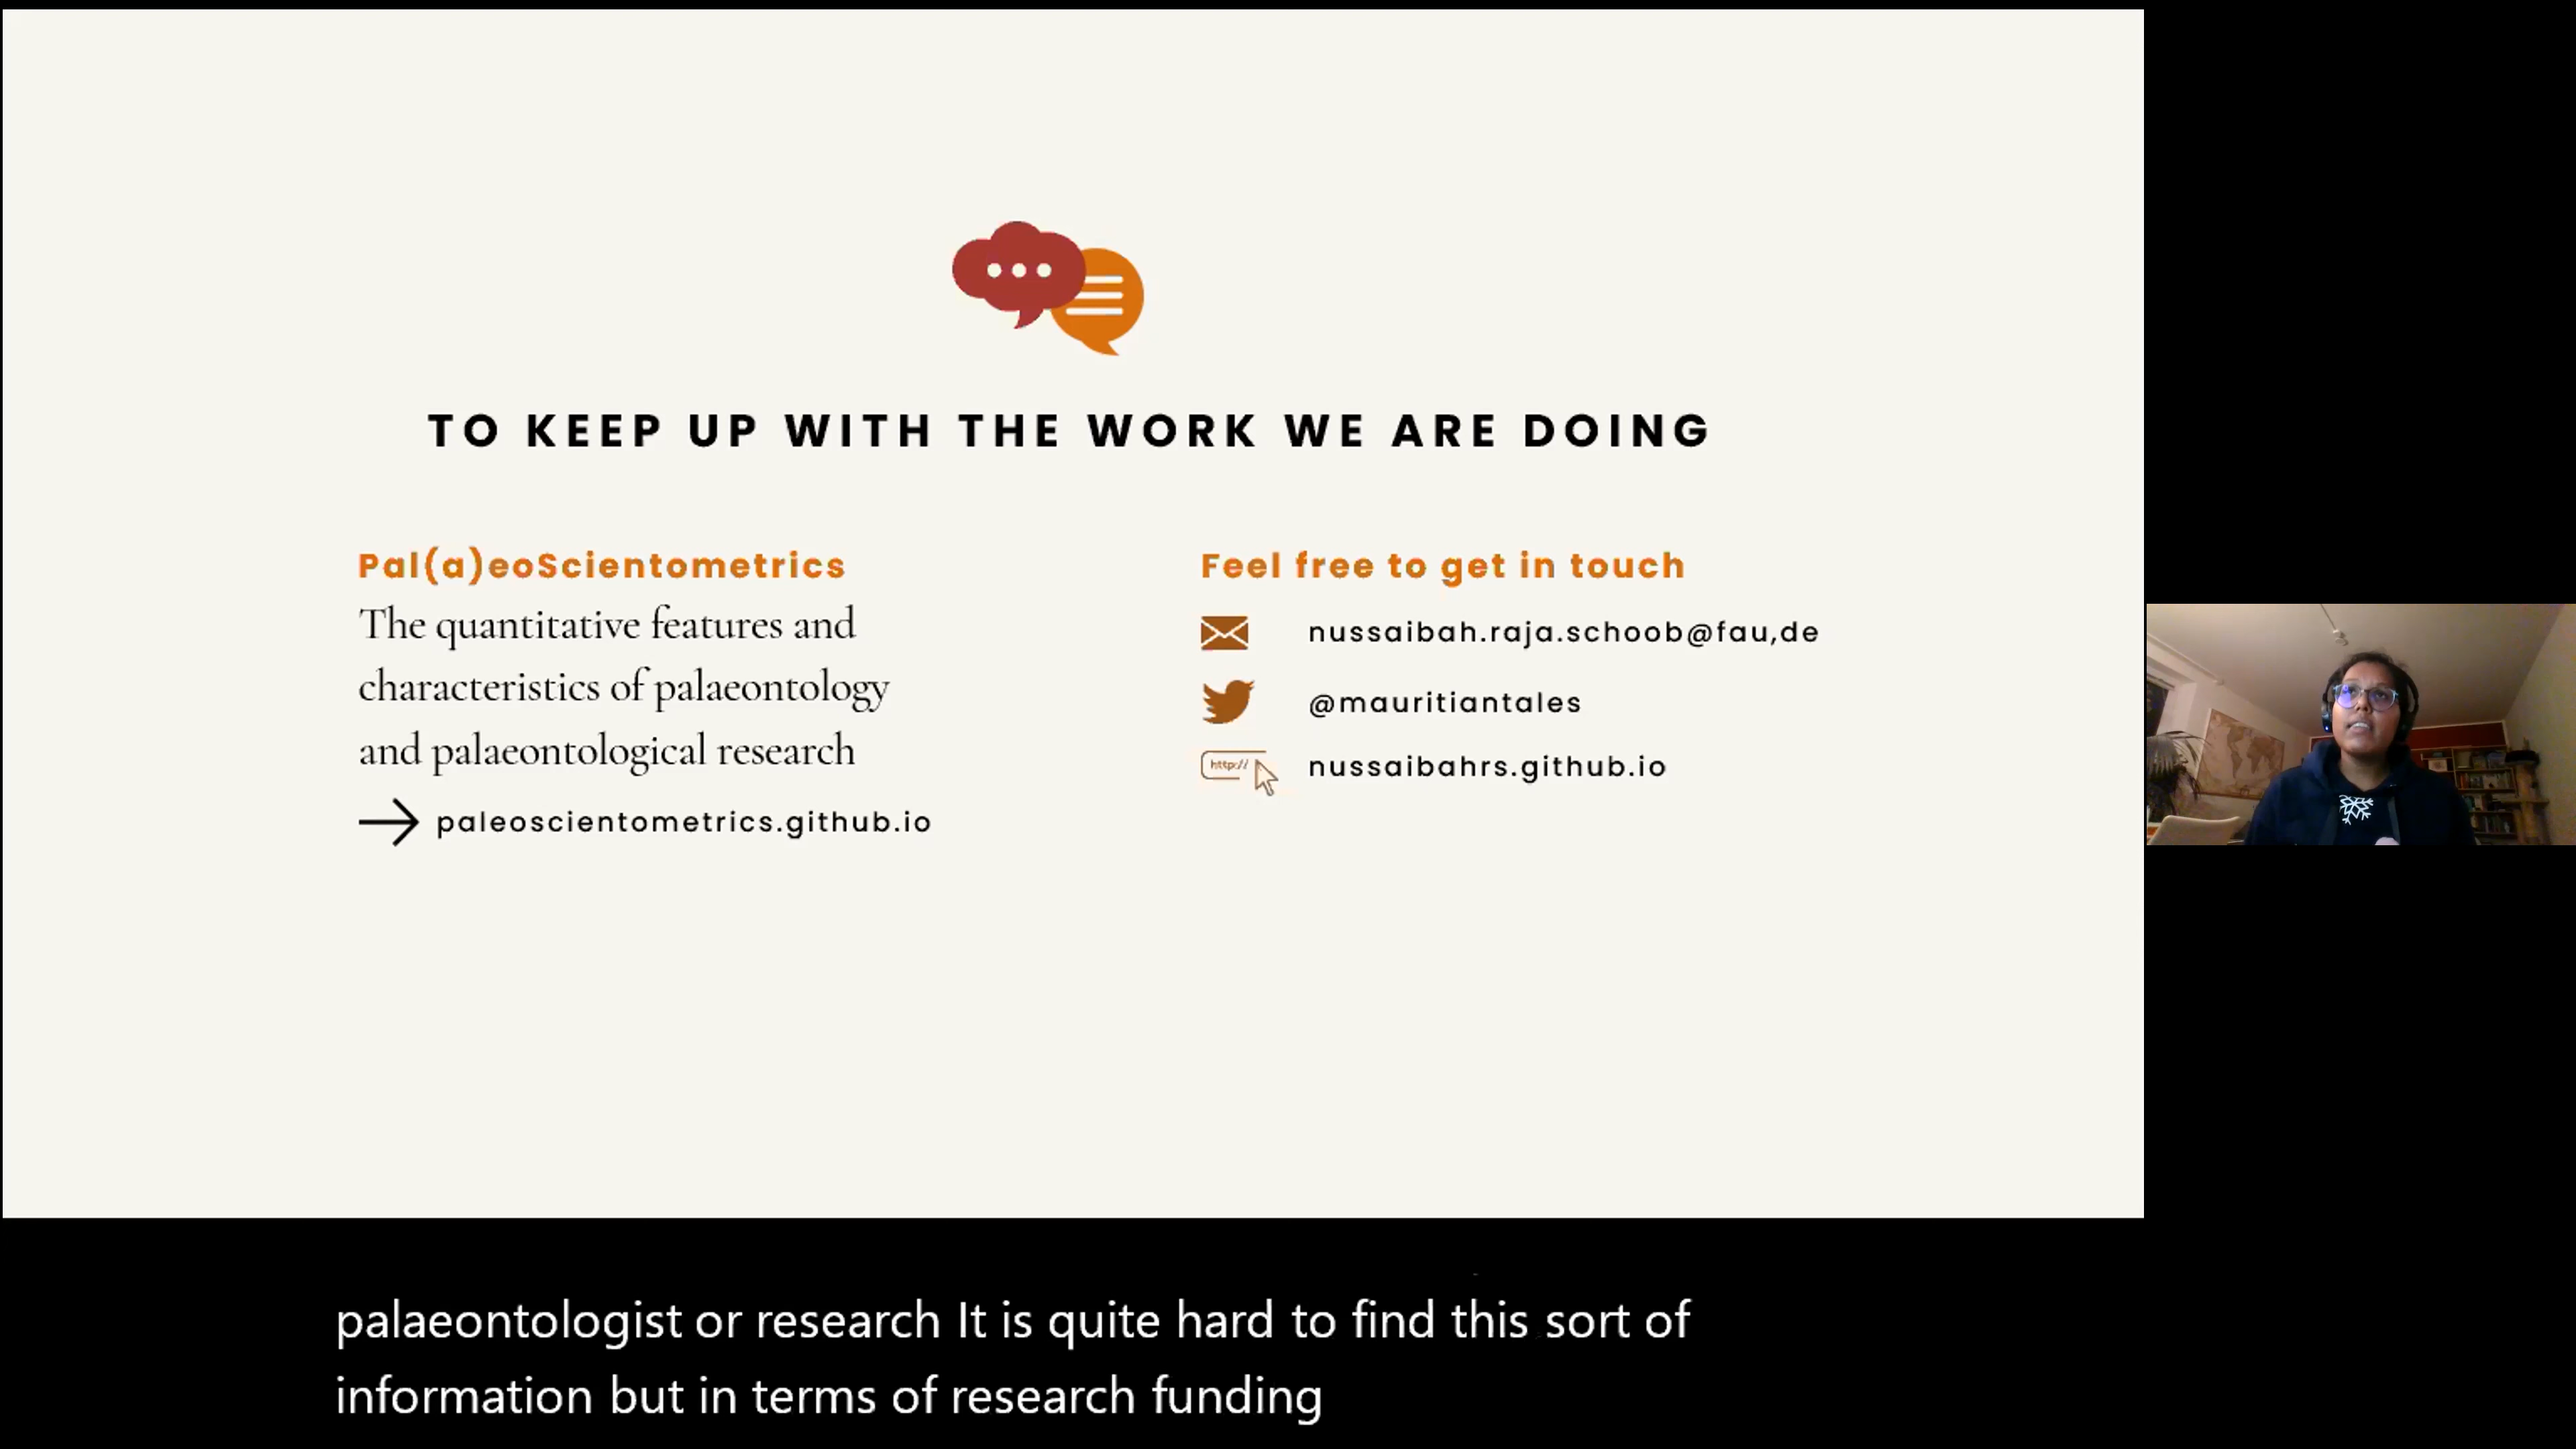 TO KEEP UP WITH THE WORK WE ARE DOING
Pal(a)eoScientometrics
The quantitative features and
characteristics of palaeontology
and palaeontological research
paleoscientometrics.github.io
Feel free to get in touch
nussaibah.raja.schoob@fau,de
@mauritiantales
http://
nussaibahrs.github.io
palaeontologist or research It is quite hard to find this sort of
information but in terms of research funding